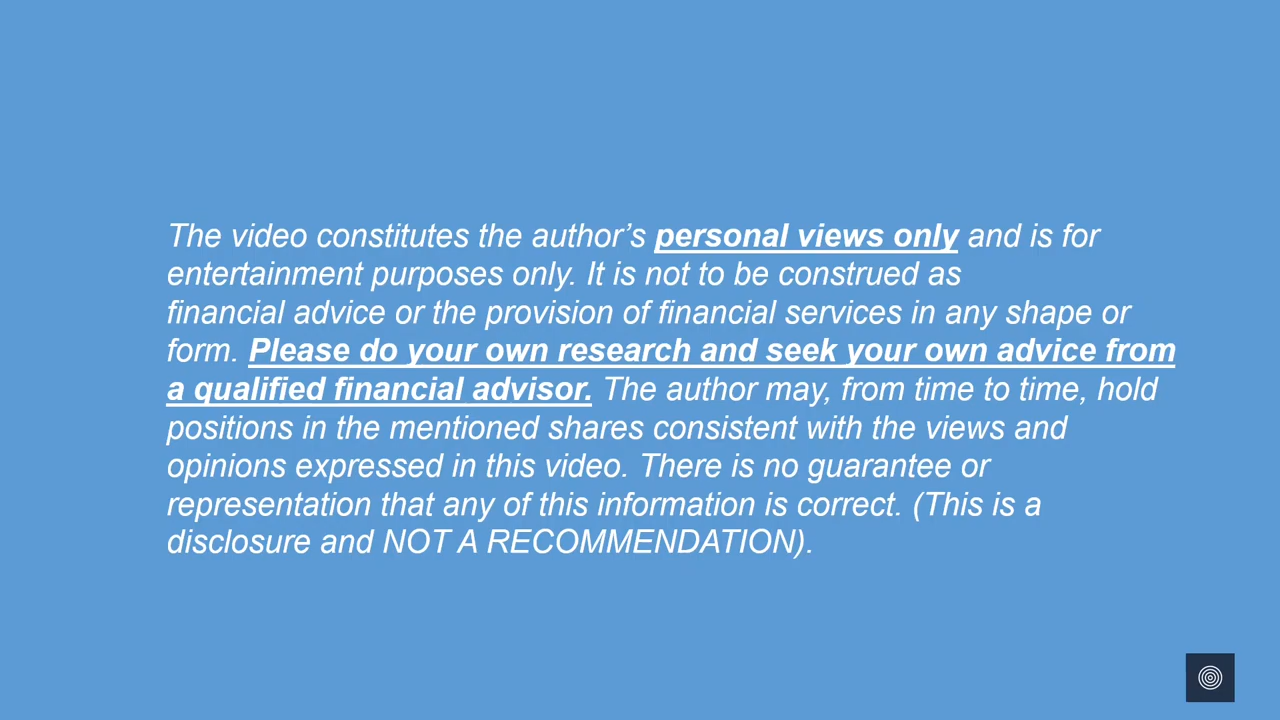 The video constitutes the author’s personal views only and is for
entertainment purposes only. It is not to be construed as
financial advice or the provision of financial services in any shape or
form. Please do your own research and seek your own advice from
a qualified financial advisor. The author may, from time to time, hold
positions in the mentioned shares consistent with the views and
opinions expressed in this video. There is no guarantee or
representation that any of this information is correct. (This is a
disclosure and NOT A RECOMMENDATION).